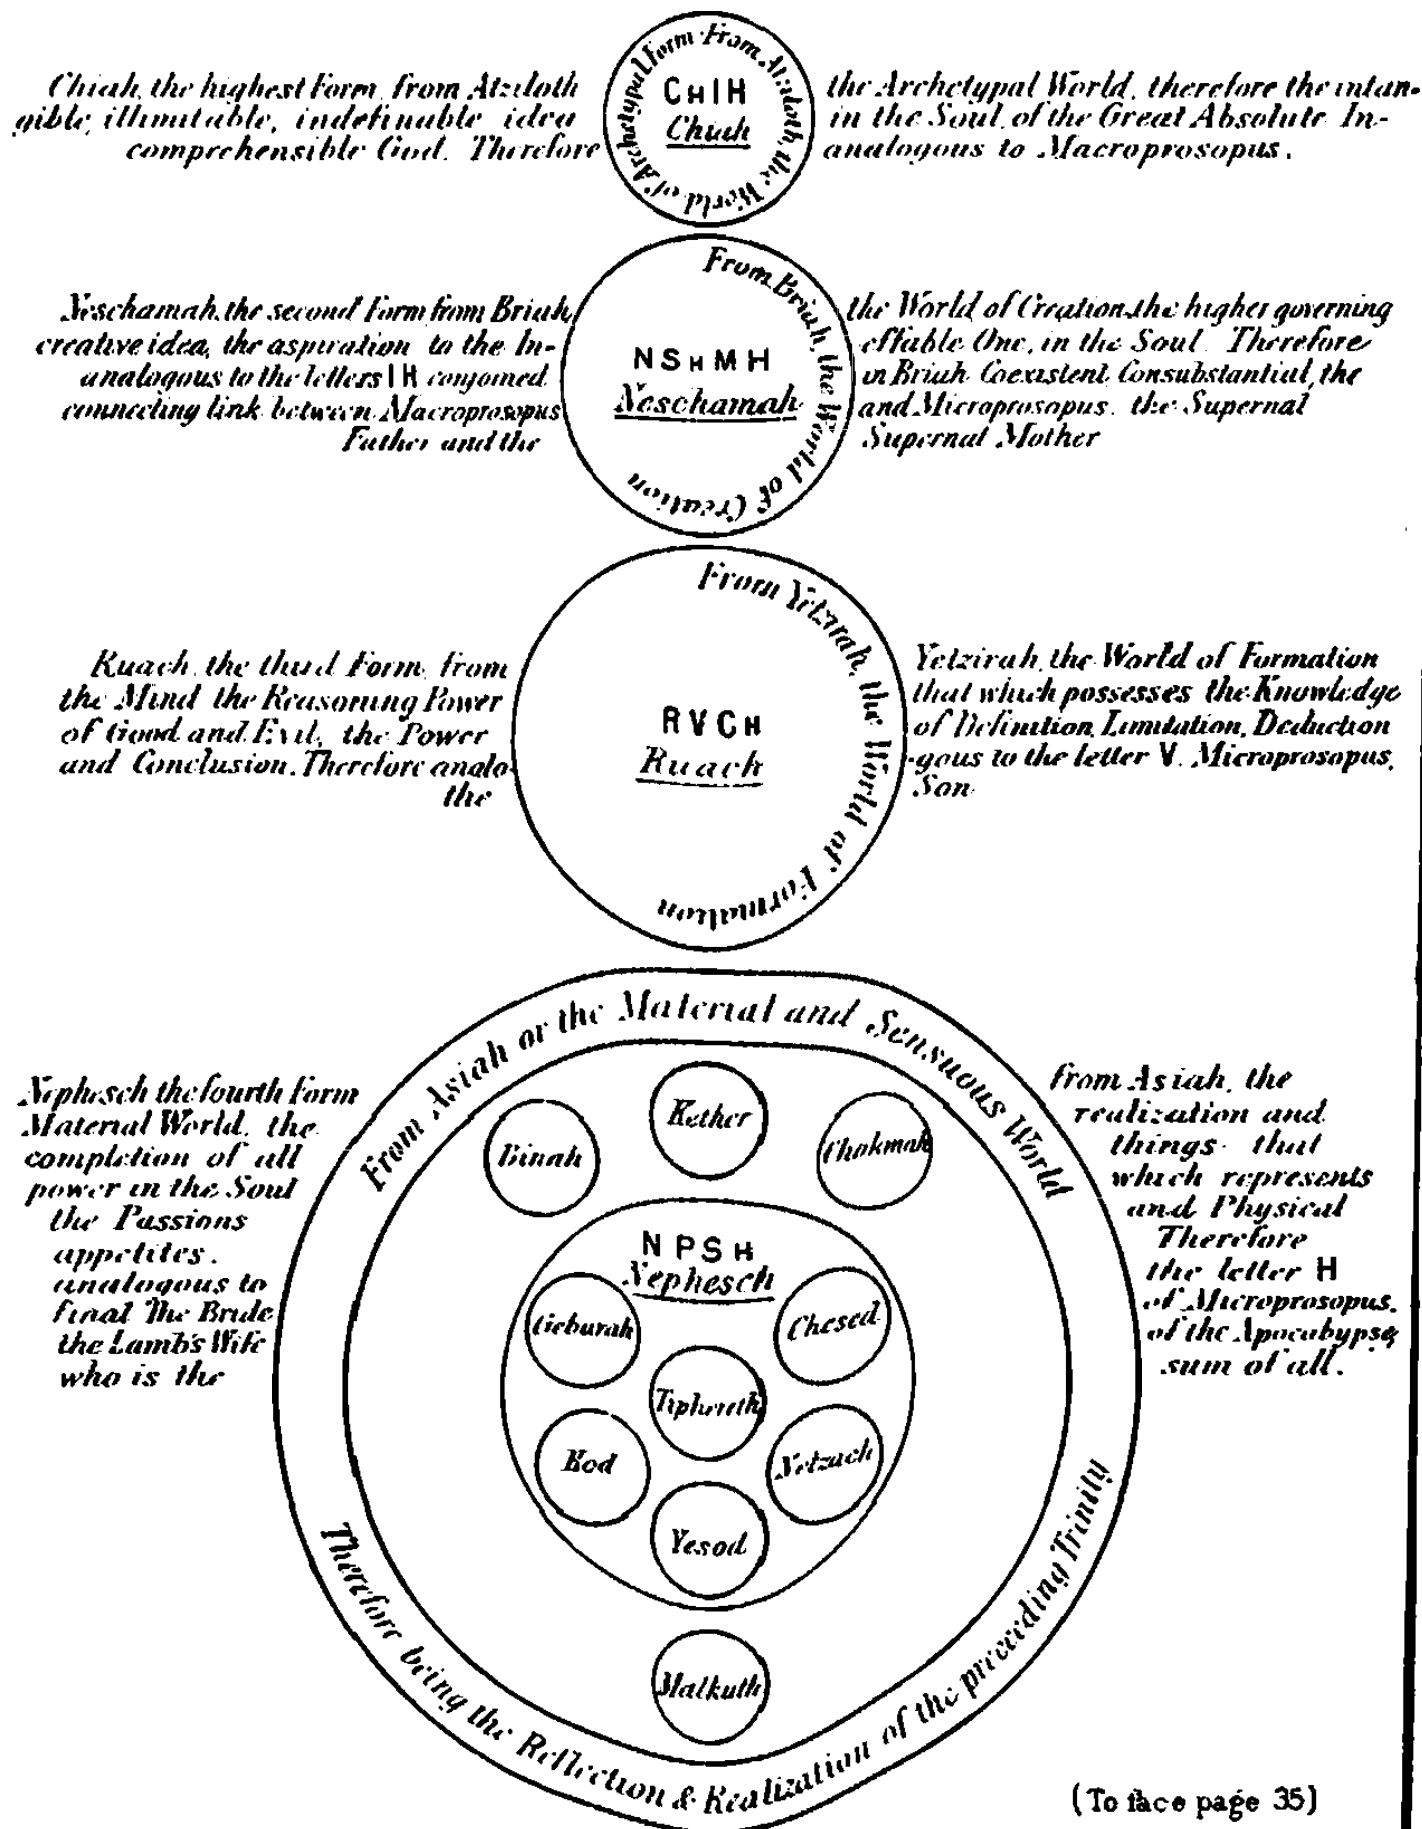 Chiah, the highest Form, from Atziloth the Archetypal World, therefore the intan-
gible, illimitable, indefinable idea in the Soul, of the Great Absolute In-
comprehensible God. Therefore analogous to Macroprosopus.
Archetypal Form From Atziloth, the World of
CHIH
Chiah
Neschamah, the second Form from Briah, the World of Creation, the higher governing
creative idea, the aspiration to the In- effable One, in the Soul. Therefore
analogous to the letters IH conjoined in Briah Coexistent Consubstantial, the
connecting link between Macroprosopus and Microprosopus. the Supernal
Father and the Supernal Mother
From Briah, the World of Creation
NSHMH
Neschamah
Ruach, the third Form, from Yetzirah, the World of Formation
the Mind the Reasoning Power that which possesses the Knowledge
of Good and Evil, the Power of Definition, Limitation, Deduction
and Conclusion. Therefore analo- -gous to the letter V. Microprosopus,
the Son
From Yetzirah, the World of Formation
RVCH
Ruach
Nephesch the fourth Form from Asiah, the
Material World, the realization and
completion of all things that
power in the Soul which represents
the Passions and Physical
appetites. Therefore
analogous to the letter H
final The Bride of Microprosopus.
the Lamb's Wife of the Apocabypse,
who is the sum of all.
From Asiah or the Material and Sensuous World
Kether
Binah
Chokmah
NPSH
Nephesch
Geburah
Chesed
Tiphereth
Hod
Netzach
Yesod
Malkuth
Therefore being the Reflection & Realization of the preceeding Trinity
(To face page 35)